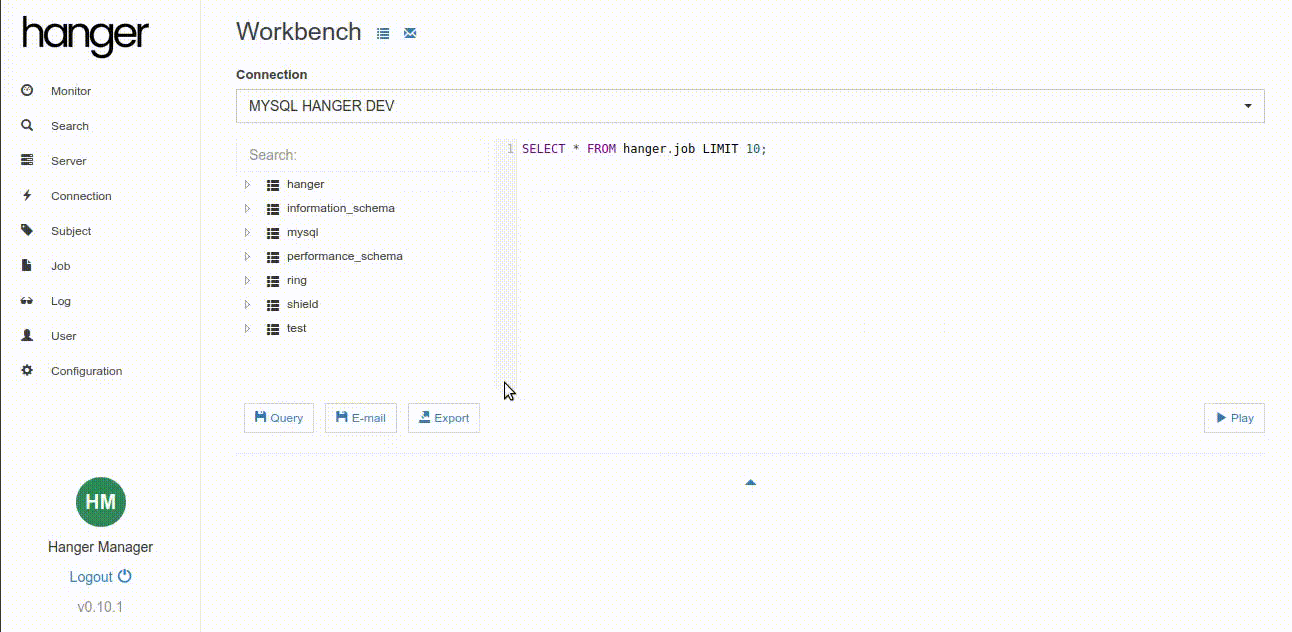 hanger
Monitor
Search
Server
Connection
Subject
Job
Log
User
Configuration
HM
Hanger Manager
Logout
v0.10.1
Workbench
Connection
MYSQL HANGER DEV
Search:
hanger
information_schema
mysql
performance_schema
ring
shield
test
1 SELECT * FROM hanger.job LIMIT 10;
Query E-mail Export Play